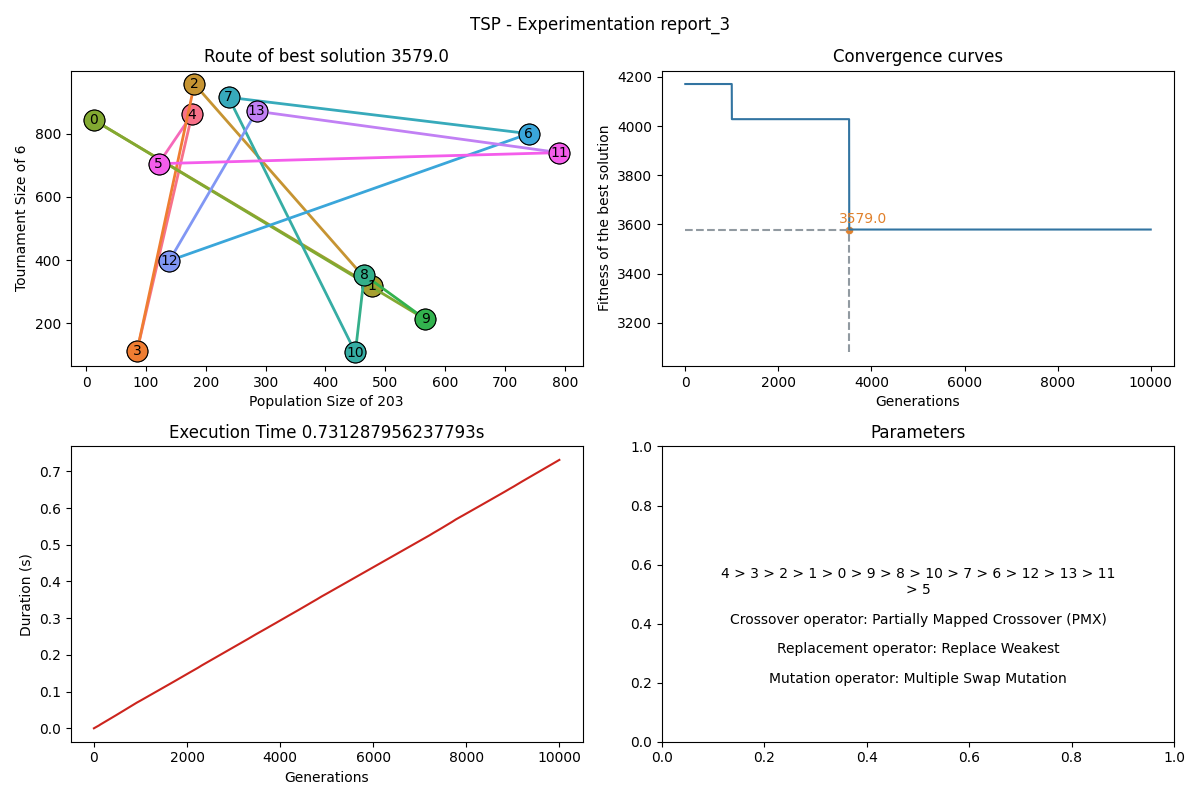 TSP - Experimentation report_3
Route of best solution 3579.0
Tournament Size of 6
800
600
400
200
0
2
4
7
13
5
6
11
12
8
1
9
3
10
0 100 200 300 400 500 600 700 800
Population Size of 203
Convergence curves
Fitness of the best solution
4200
4000
3800
3600
3400
3200
3579.0
0 2000 4000 6000 8000 10000
Generations
Execution Time 0.731287956237793s
Duration (s)
0.7
0.6
0.5
0.4
0.3
0.2
0.1
0.0
0 2000 4000 6000 8000 10000
Generations
Parameters
1.0
0.8
0.6
0.4
0.2
0.0
4 > 3 > 2 > 1 > 0 > 9 > 8 > 10 > 7 > 6 > 12 > 13 > 11
> 5
Crossover operator: Partially Mapped Crossover (PMX)
Replacement operator: Replace Weakest
Mutation operator: Multiple Swap Mutation
0.0 0.2 0.4 0.6 0.8 1.0